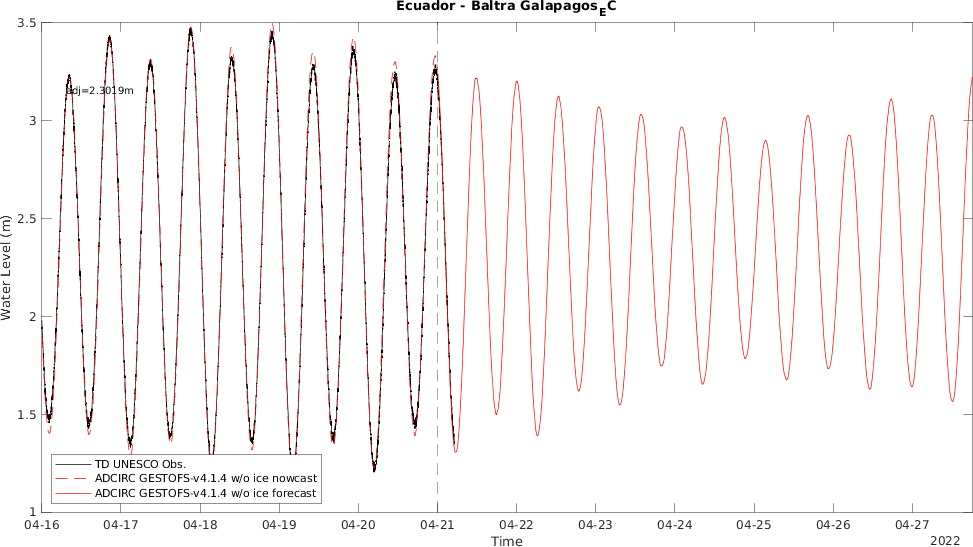 Ecuador - Baltra Galapagos_EC
adj=2.3019m
Water Level (m)
3.5
3
2.5
2
1.5
1
TD UNESCO Obs.
ADCIRC GESTOFS-v4.1.4 w/o ice nowcast
ADCIRC GESTOFS-v4.1.4 w/o ice forecast
04-16 04-17 04-18 04-19 04-20 04-21 04-22 04-23 04-24 04-25 04-26 04-27
Time
2022